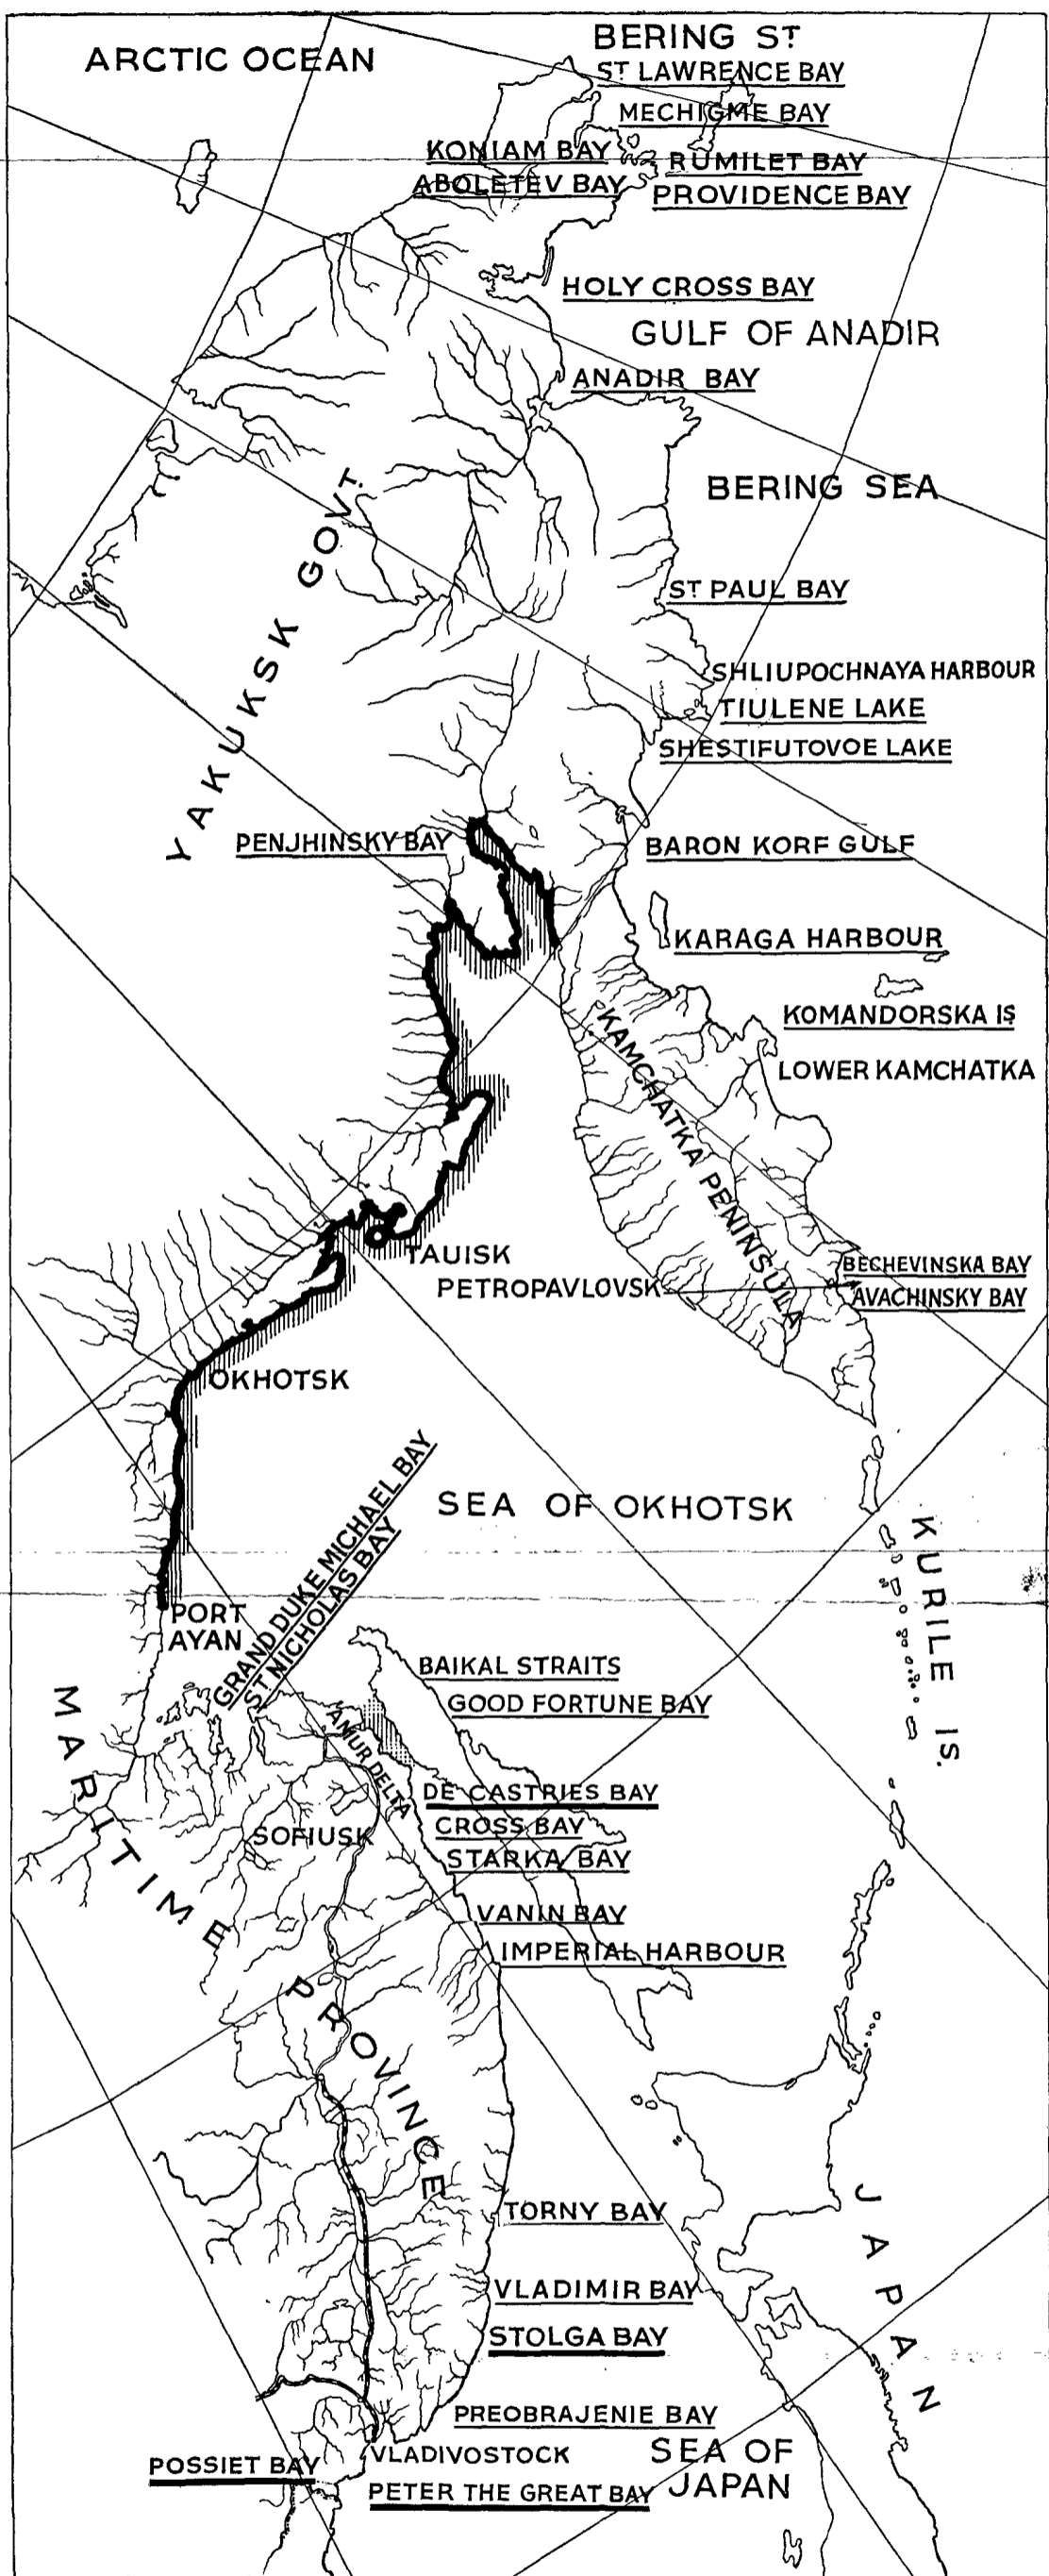 ARCTIC OCEAN
BERING ST
ST LAWRENCE BAY
MECHIGME BAY
KONIAM BAY
RUMILET BAY
ABOLETEV BAY
PROVIDENCE BAY
HOLY CROSS BAY
GULF OF ANADIR
ANADIR BAY
BERING SEA
YAKUKSK GOVT.
ST PAUL BAY
SHLIUPOCHNAYA HARBOUR
TIULENE LAKE
SHESTIFUTOVOE LAKE
PENJHINSKY BAY
BARON KORF GULF
KARAGA HARBOUR
KOMANDORSKA IS
LOWER KAMCHATKA
KAMCHATKA PENINSULA
TAUISK
BECHEVINSKA BAY
PETROPAVLOVSK
AVACHINSKY BAY
OKHOTSK
SEA OF OKHOTSK
KURILE IS.
GRAND DUKE MICHAEL BAY
ST NICHOLAS BAY
PORT
AYAN
BAIKAL STRAITS
GOOD FORTUNE BAY
AMUR DELTA
MARITIME PROVINCE
DE CASTRIES BAY
CROSS BAY
SOFIUSK
STARKA BAY
VANIN BAY
IMPERIAL HARBOUR
TORNY BAY
JAPAN
VLADIMIR BAY
STOLGA BAY
PREOBRAJENIE BAY
VLADIVOSTOCK
SEA OF
JAPAN
POSSIET BAY
PETER THE GREAT BAY